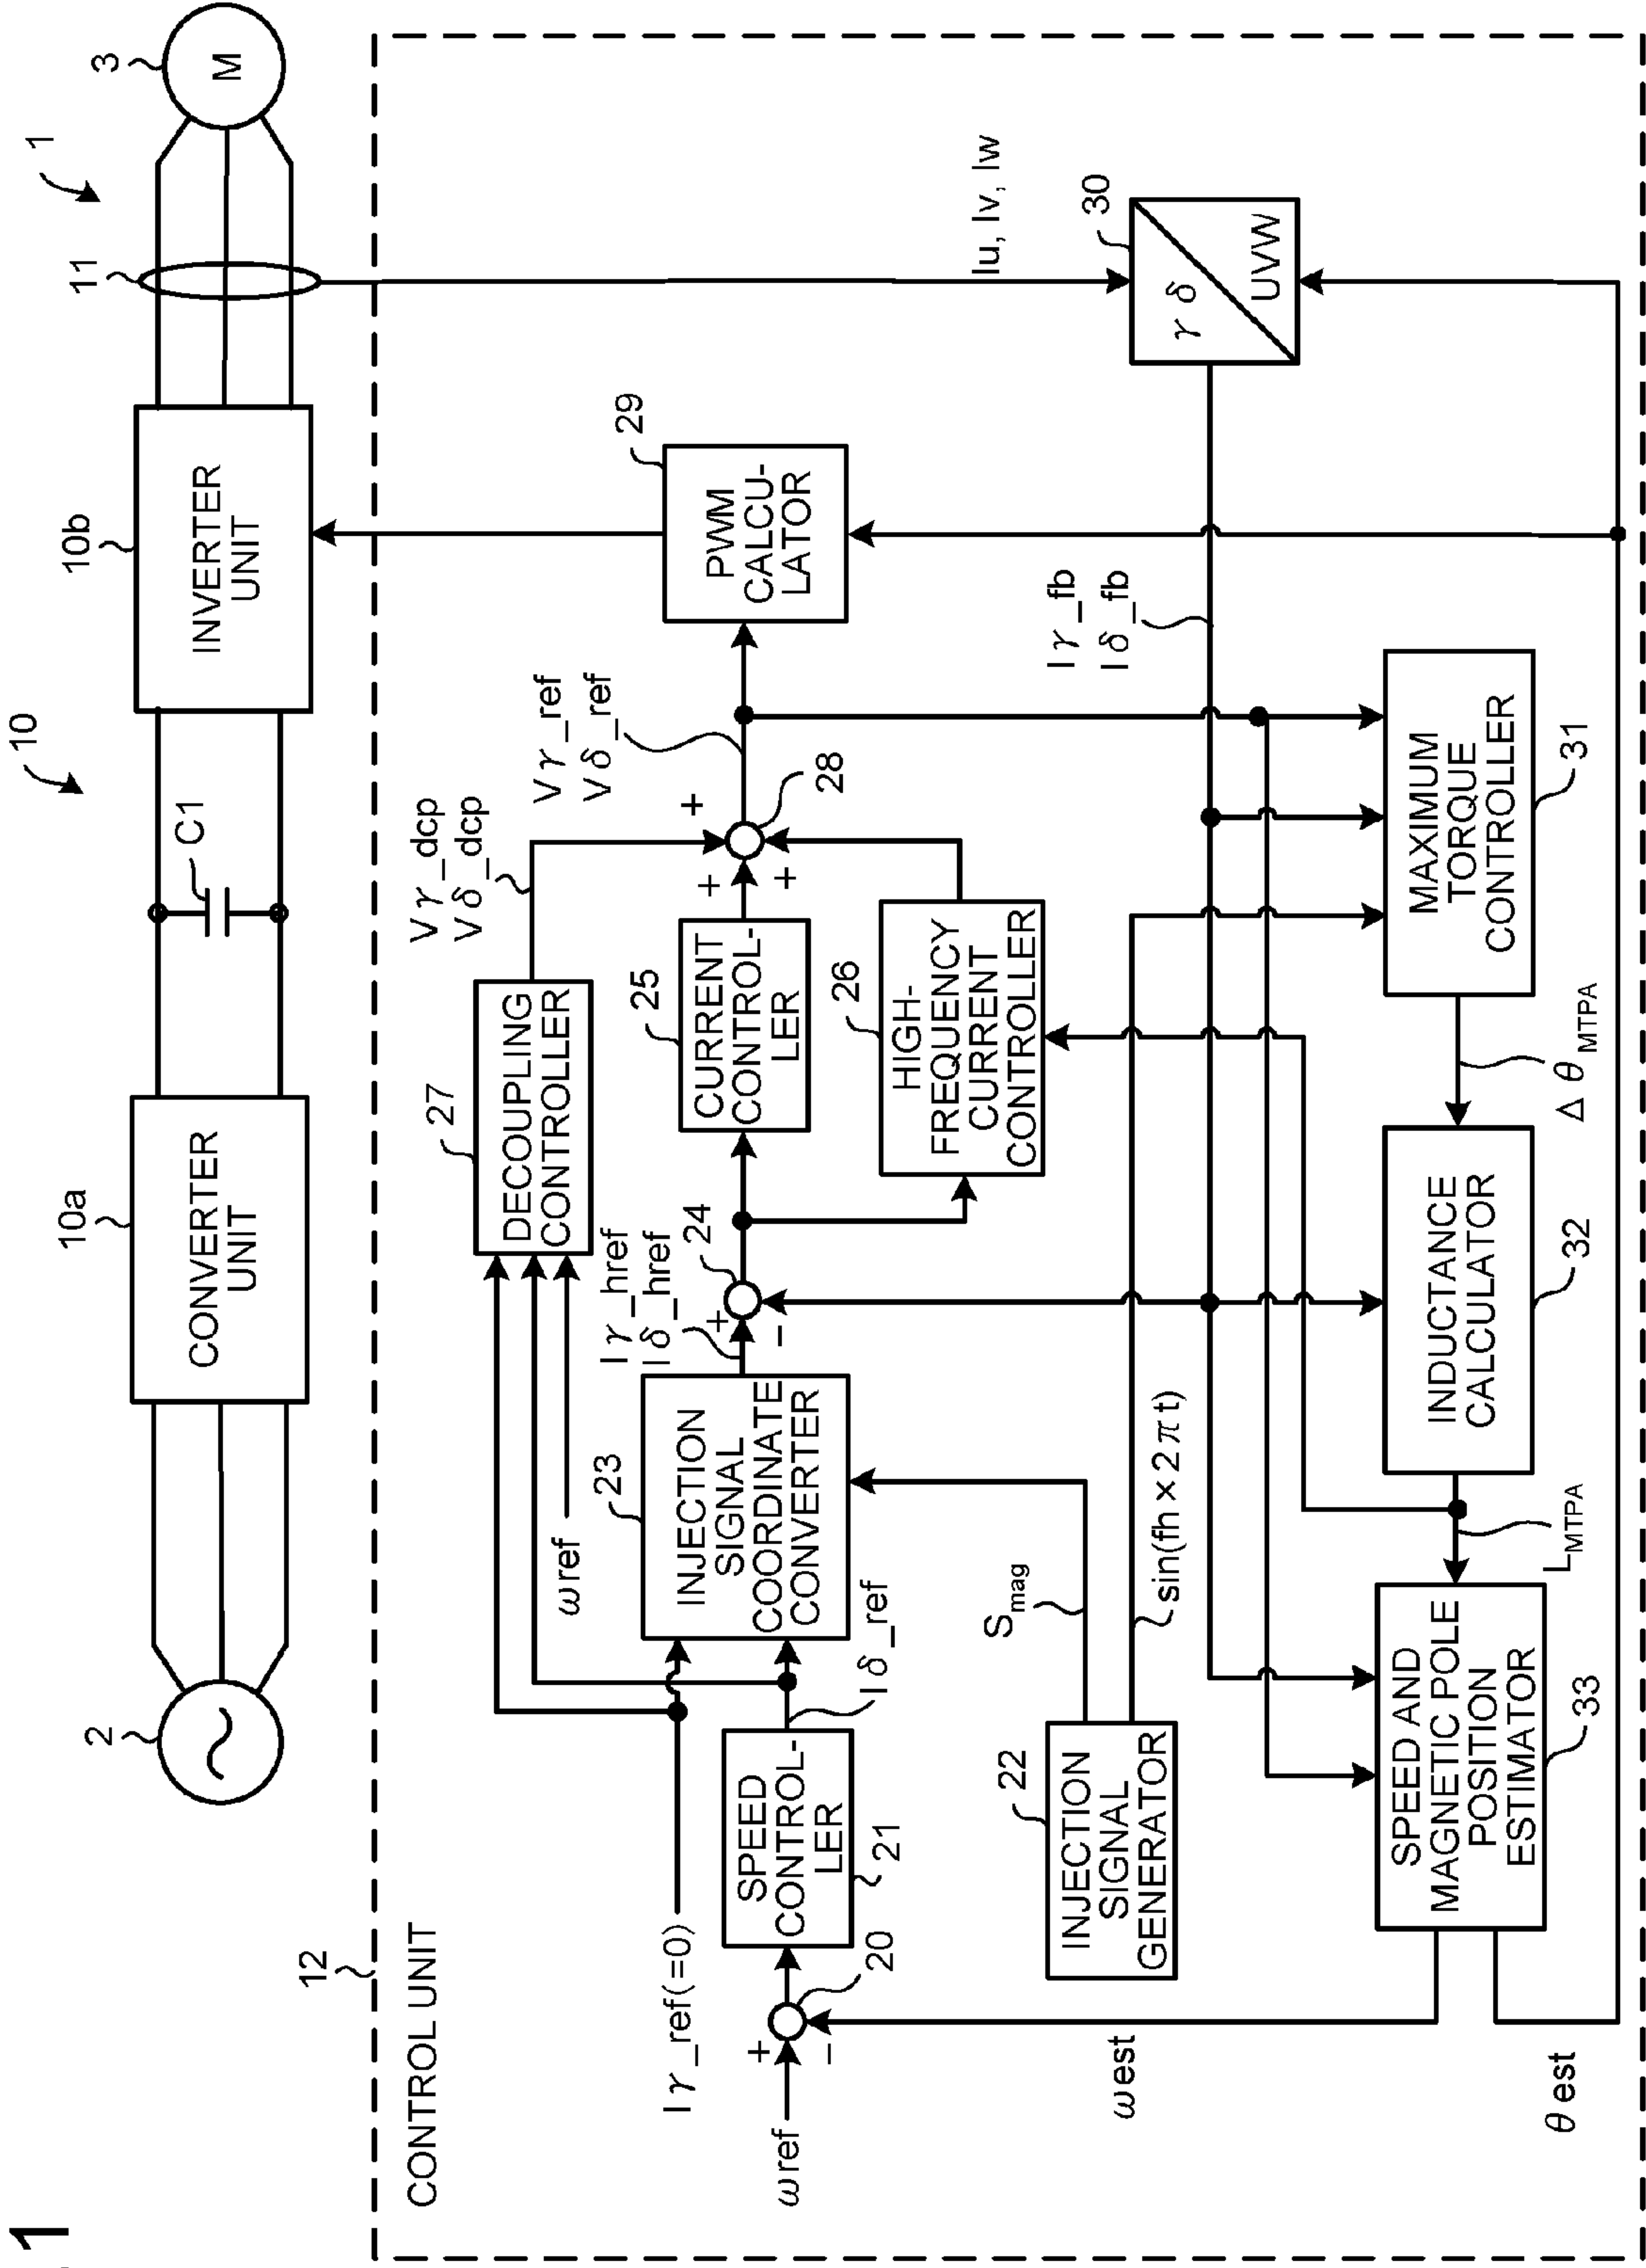 1
10
1
2
10a
CONVERTER
UNIT
C1
10b
INVERTER
UNIT
11
3
M
12
CONTROL UNIT
27
DECOUPLING
CONTROLLER
Vγ_dcp
Vδ_dcp
ωref
Iγ_ref(=0)
23
INJECTION
SIGNAL
COORDINATE
CONVERTER
Iγ_href
Iδ_href
24
+
−
25
CURRENT
CONTROL-
LER
+
+
+
28
Vγ_ref
Vδ_ref
29
PWM
CALCU-
LATOR
ωref
+
−
20
SPEED
CONTROL-
LER
21
Iδ_ref
26
HIGH-
FREQUENCY
CURRENT
CONTROLLER
Iu, Iv, Iw
30
γδ
UVW
Iγ_fb
Iδ_fb
22
INJECTION
SIGNAL
GENERATOR
Smag
sin(fh×2πt)
ωest
SPEED AND
MAGNETIC POLE
POSITION
ESTIMATOR
33
LMTPA
INDUCTANCE
CALCULATOR
32
Δθ MTPA
MAXIMUM
TORQUE
CONTROLLER
31
θest